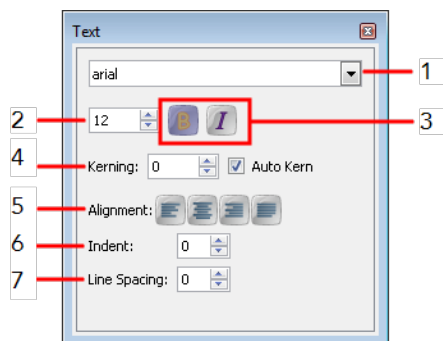 Text
arial
1
2
12
B I
3
4
Kerning: 0
Auto Kern
5
Alignment:
6
Indent: 0
7
Line Spacing: 0